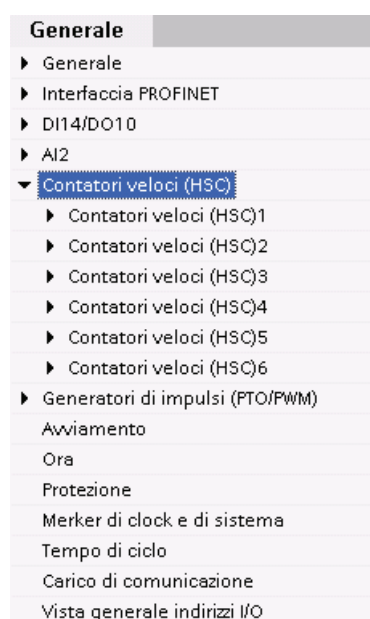 Generale
Generale
Interfaccia PROFINET
DI14/DO10
AI2
Contatori veloci (HSC)
Contatori veloci (HSC)1
Contatori veloci (HSC)2
Contatori veloci (HSC)3
Contatori veloci (HSC)4
Contatori veloci (HSC)5
Contatori veloci (HSC)6
Generatori di impulsi (PTO/PWM)
Avviamento
Ora
Protezione
Merker di clock e di sistema
Tempo di ciclo
Carico di comunicazione
Vista generale indirizzi I/O